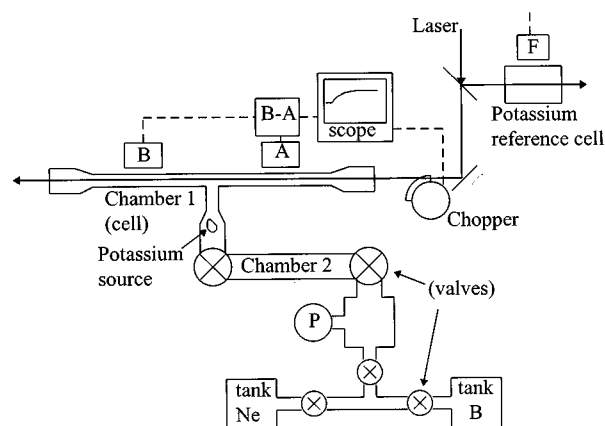 Laser
F
Potassium
reference cell
B-A
scope
B
A
Chopper
Chamber 1
(cell)
Potassium
source
Chamber 2
(valves)
P
tank
Ne
tank
B